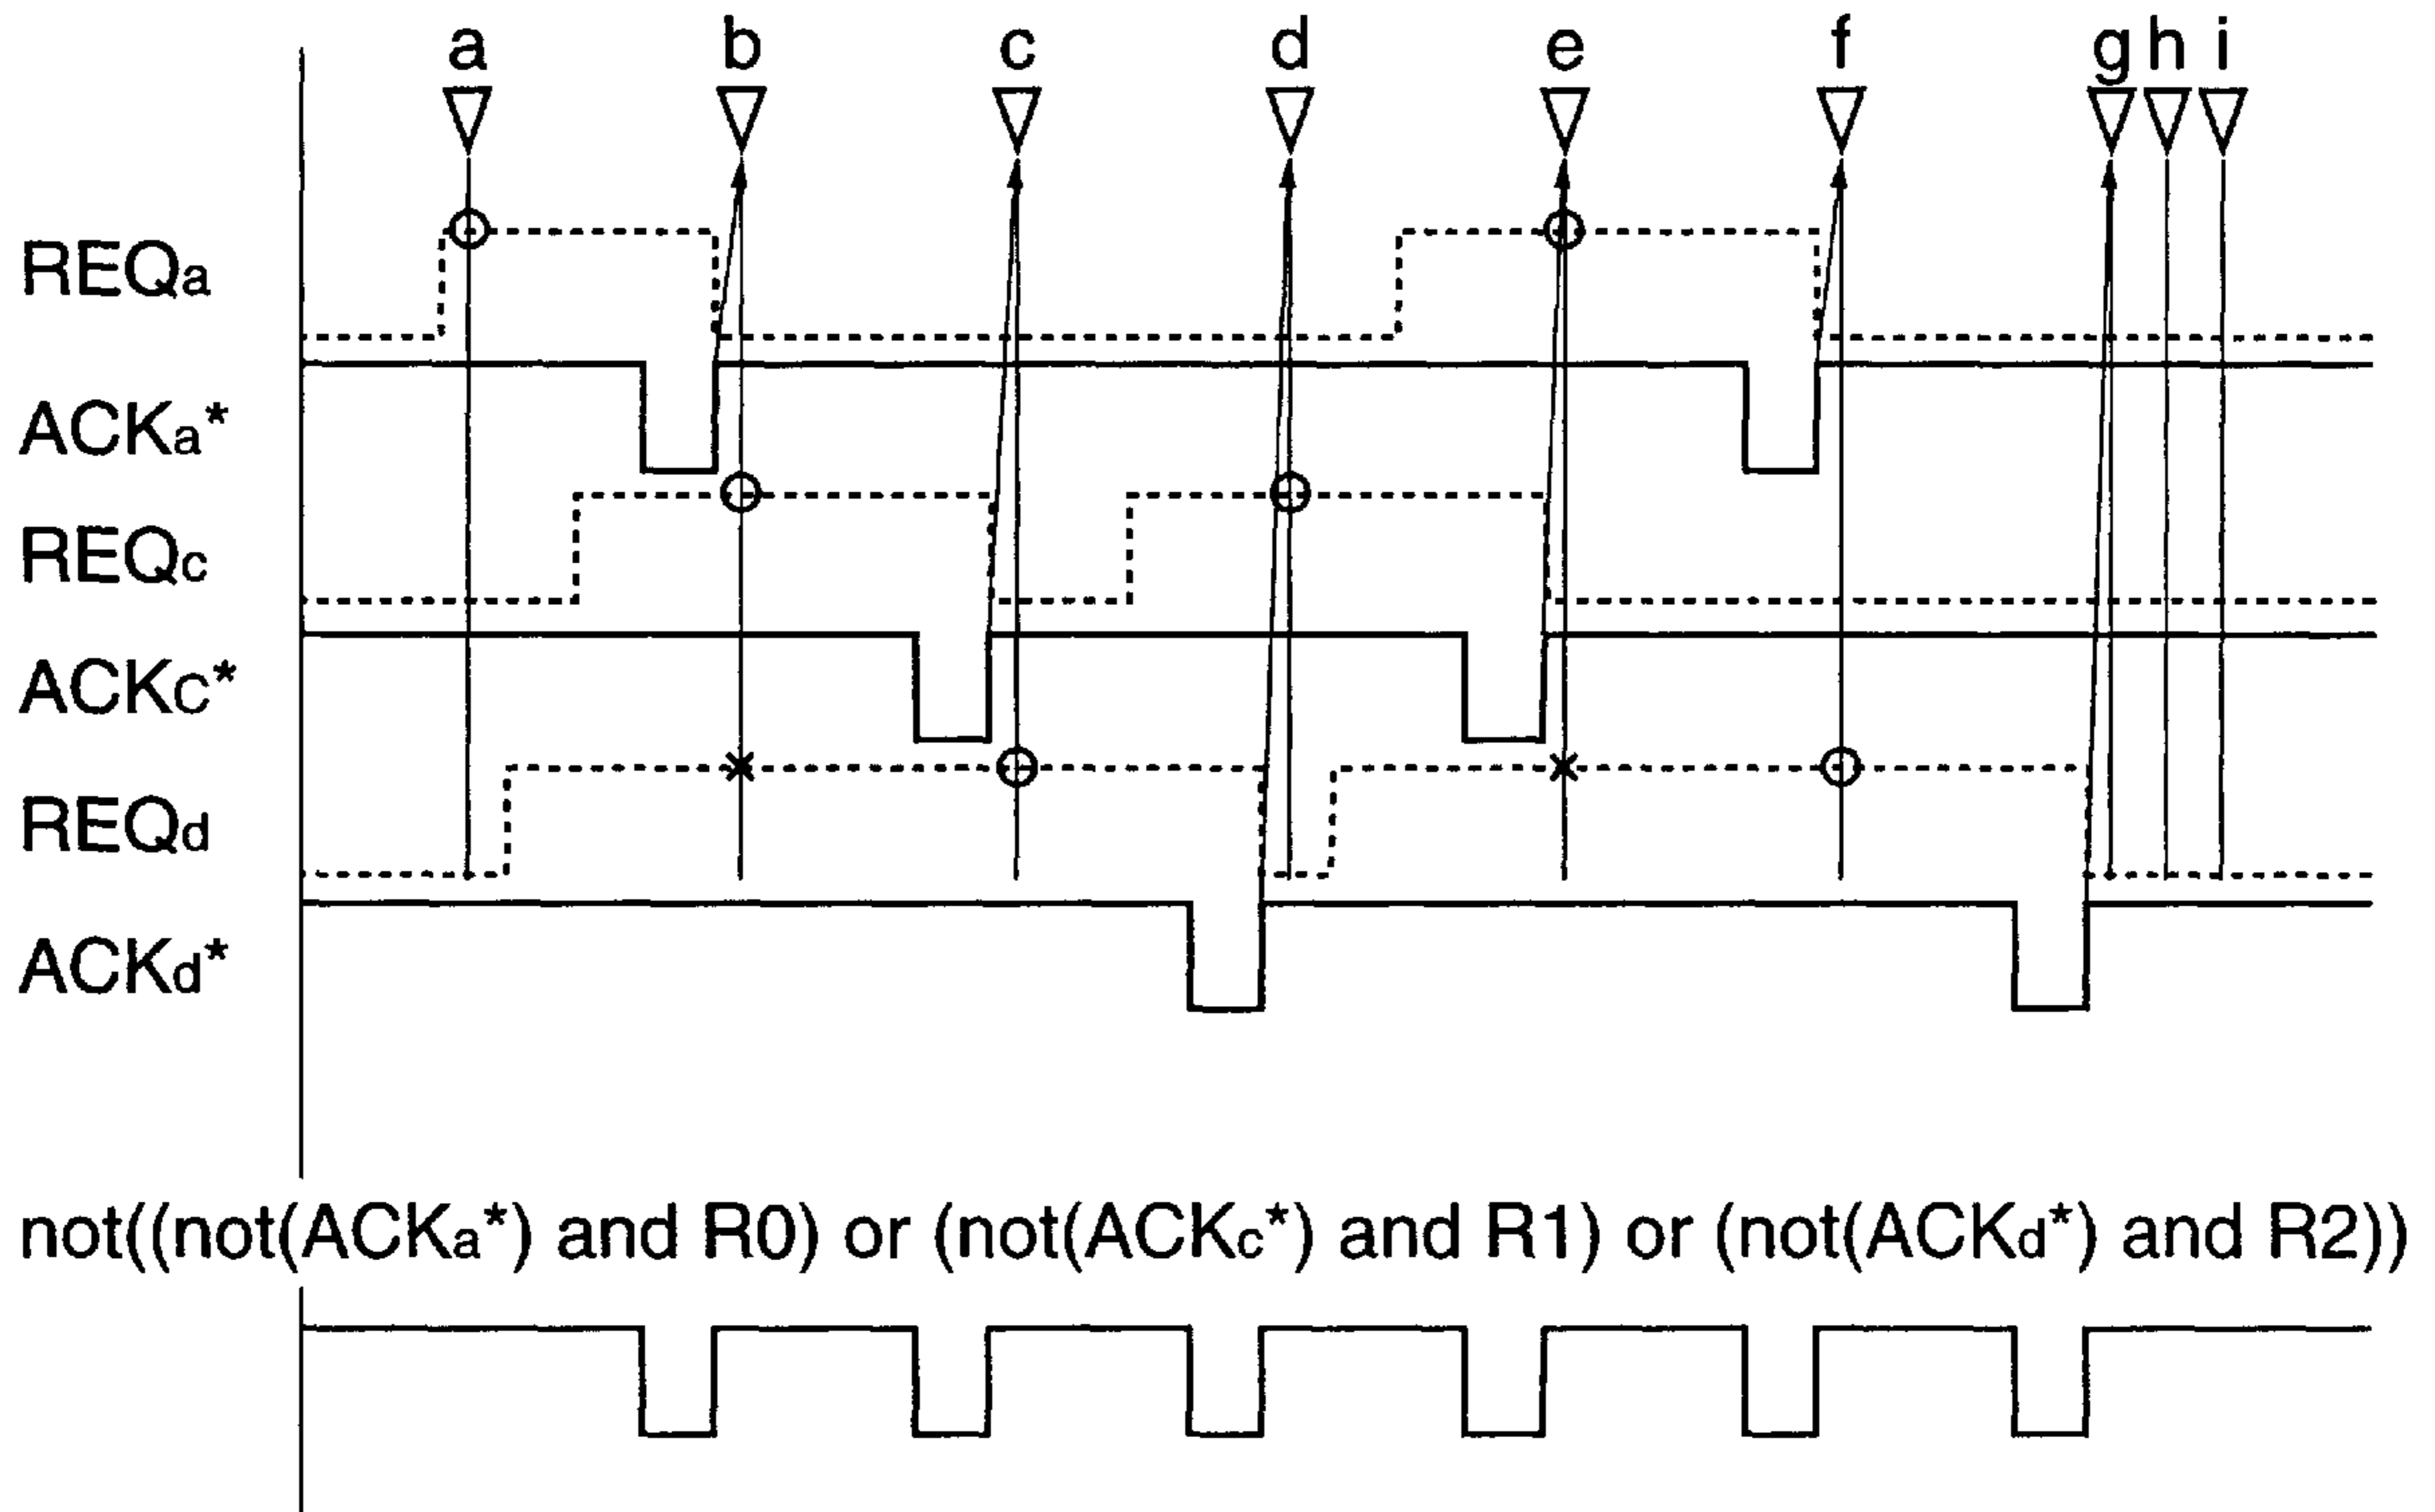 a b c d e f g h i
REQa
ACKa*
REQc
ACKC*
REQd
ACKd*
not((not(ACKa*) and R0) or (not(ACKc*) and R1) or (not(ACKd*) and R2))